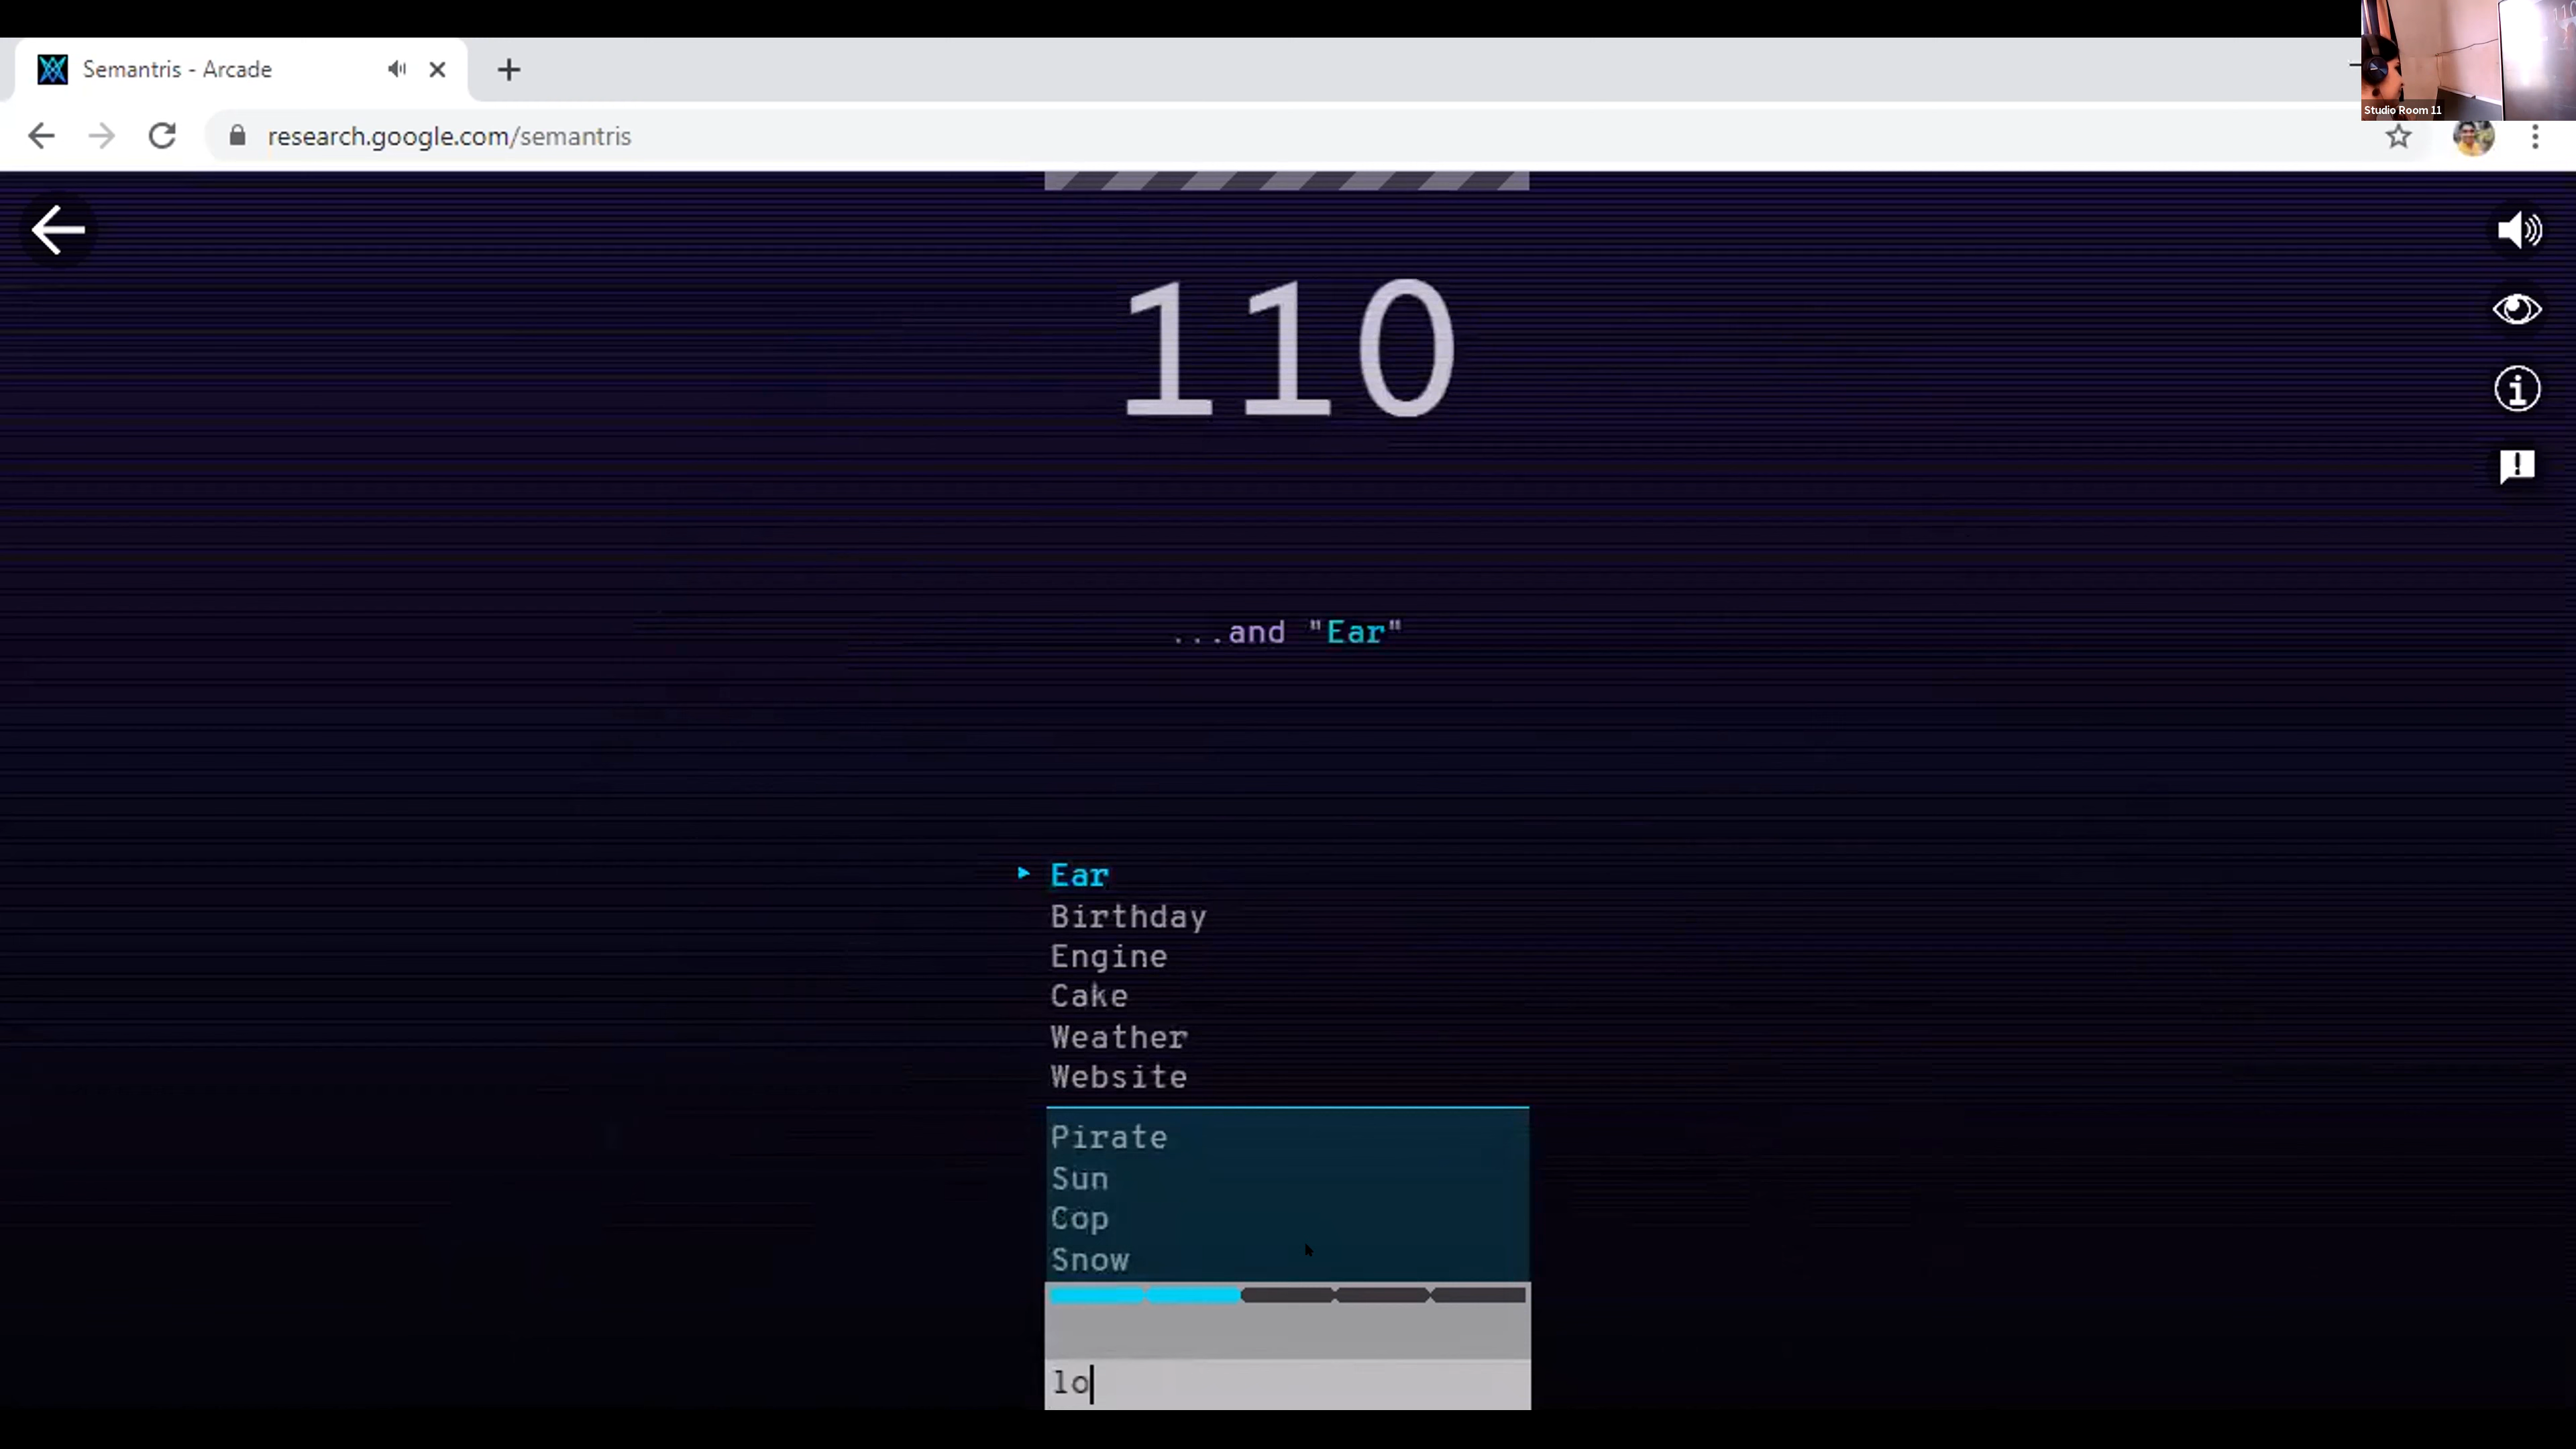 Semantris - Arcade
research.google.com/semantris
Studio Room 11
110
110
...and "Ear"
Ear
Birthday
Engine
Cake
Weather
Website
Pirate
Sun
Cop
Snow
lo